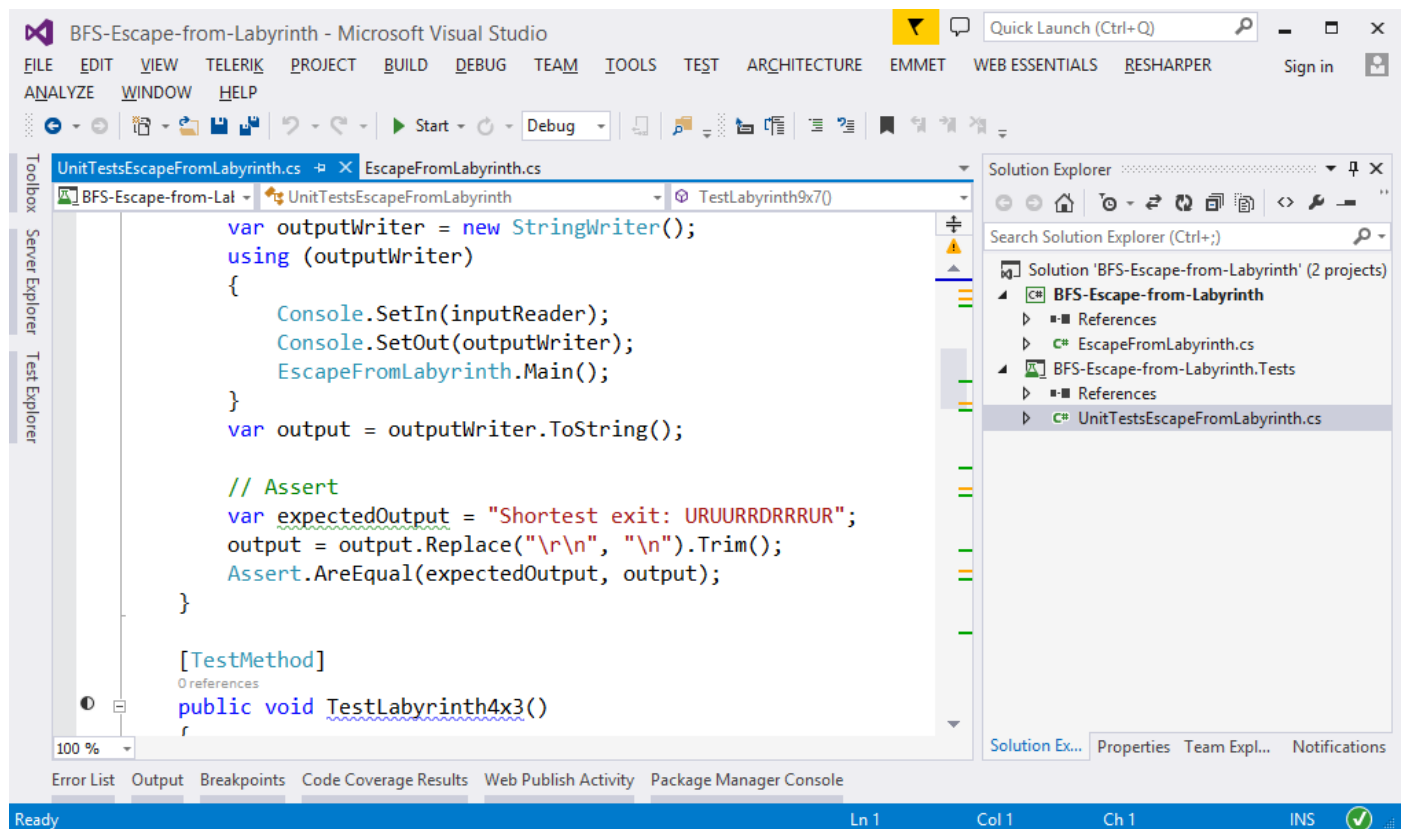 BFS-Escape-from-Labyrinth - Microsoft Visual Studio
Quick Launch (Ctrl+Q)
FILE EDIT VIEW TELERIK PROJECT BUILD DEBUG TEAM TOOLS TEST ARCHITECTURE EMMET WEB ESSENTIALS RESHARPER Sign in
ANALYZE WINDOW HELP
Start Debug
Toolbox
Server Explorer
Test Explorer
UnitTestsEscapeFromLabyrinth.cs EscapeFromLabyrinth.cs
BFS-Escape-from-Lal UnitTestsEscapeFromLabyrinth TestLabyrinth9x7()
var outputWriter = new StringWriter();
using (outputWriter)
{
Console.SetIn(inputReader);
Console.SetOut(outputWriter);
EscapeFromLabyrinth.Main();
}
var output = outputWriter.ToString();
// Assert
var expectedOutput = "Shortest exit: URUURRDRRRUR";
output = output.Replace("\r\n", "\n").Trim();
Assert.AreEqual(expectedOutput, output);
}
[TestMethod]
0 references
public void TestLabyrinth4x3()
{
100 %
Solution Explorer
Search Solution Explorer (Ctrl+;)
Solution 'BFS-Escape-from-Labyrinth' (2 projects)
C# BFS-Escape-from-Labyrinth
References
C# EscapeFromLabyrinth.cs
BFS-Escape-from-Labyrinth.Tests
References
C# UnitTestsEscapeFromLabyrinth.cs
Solution Ex... Properties Team Expl... Notifications
Error List Output Breakpoints Code Coverage Results Web Publish Activity Package Manager Console
Ready Ln 1 Col 1 Ch 1 INS